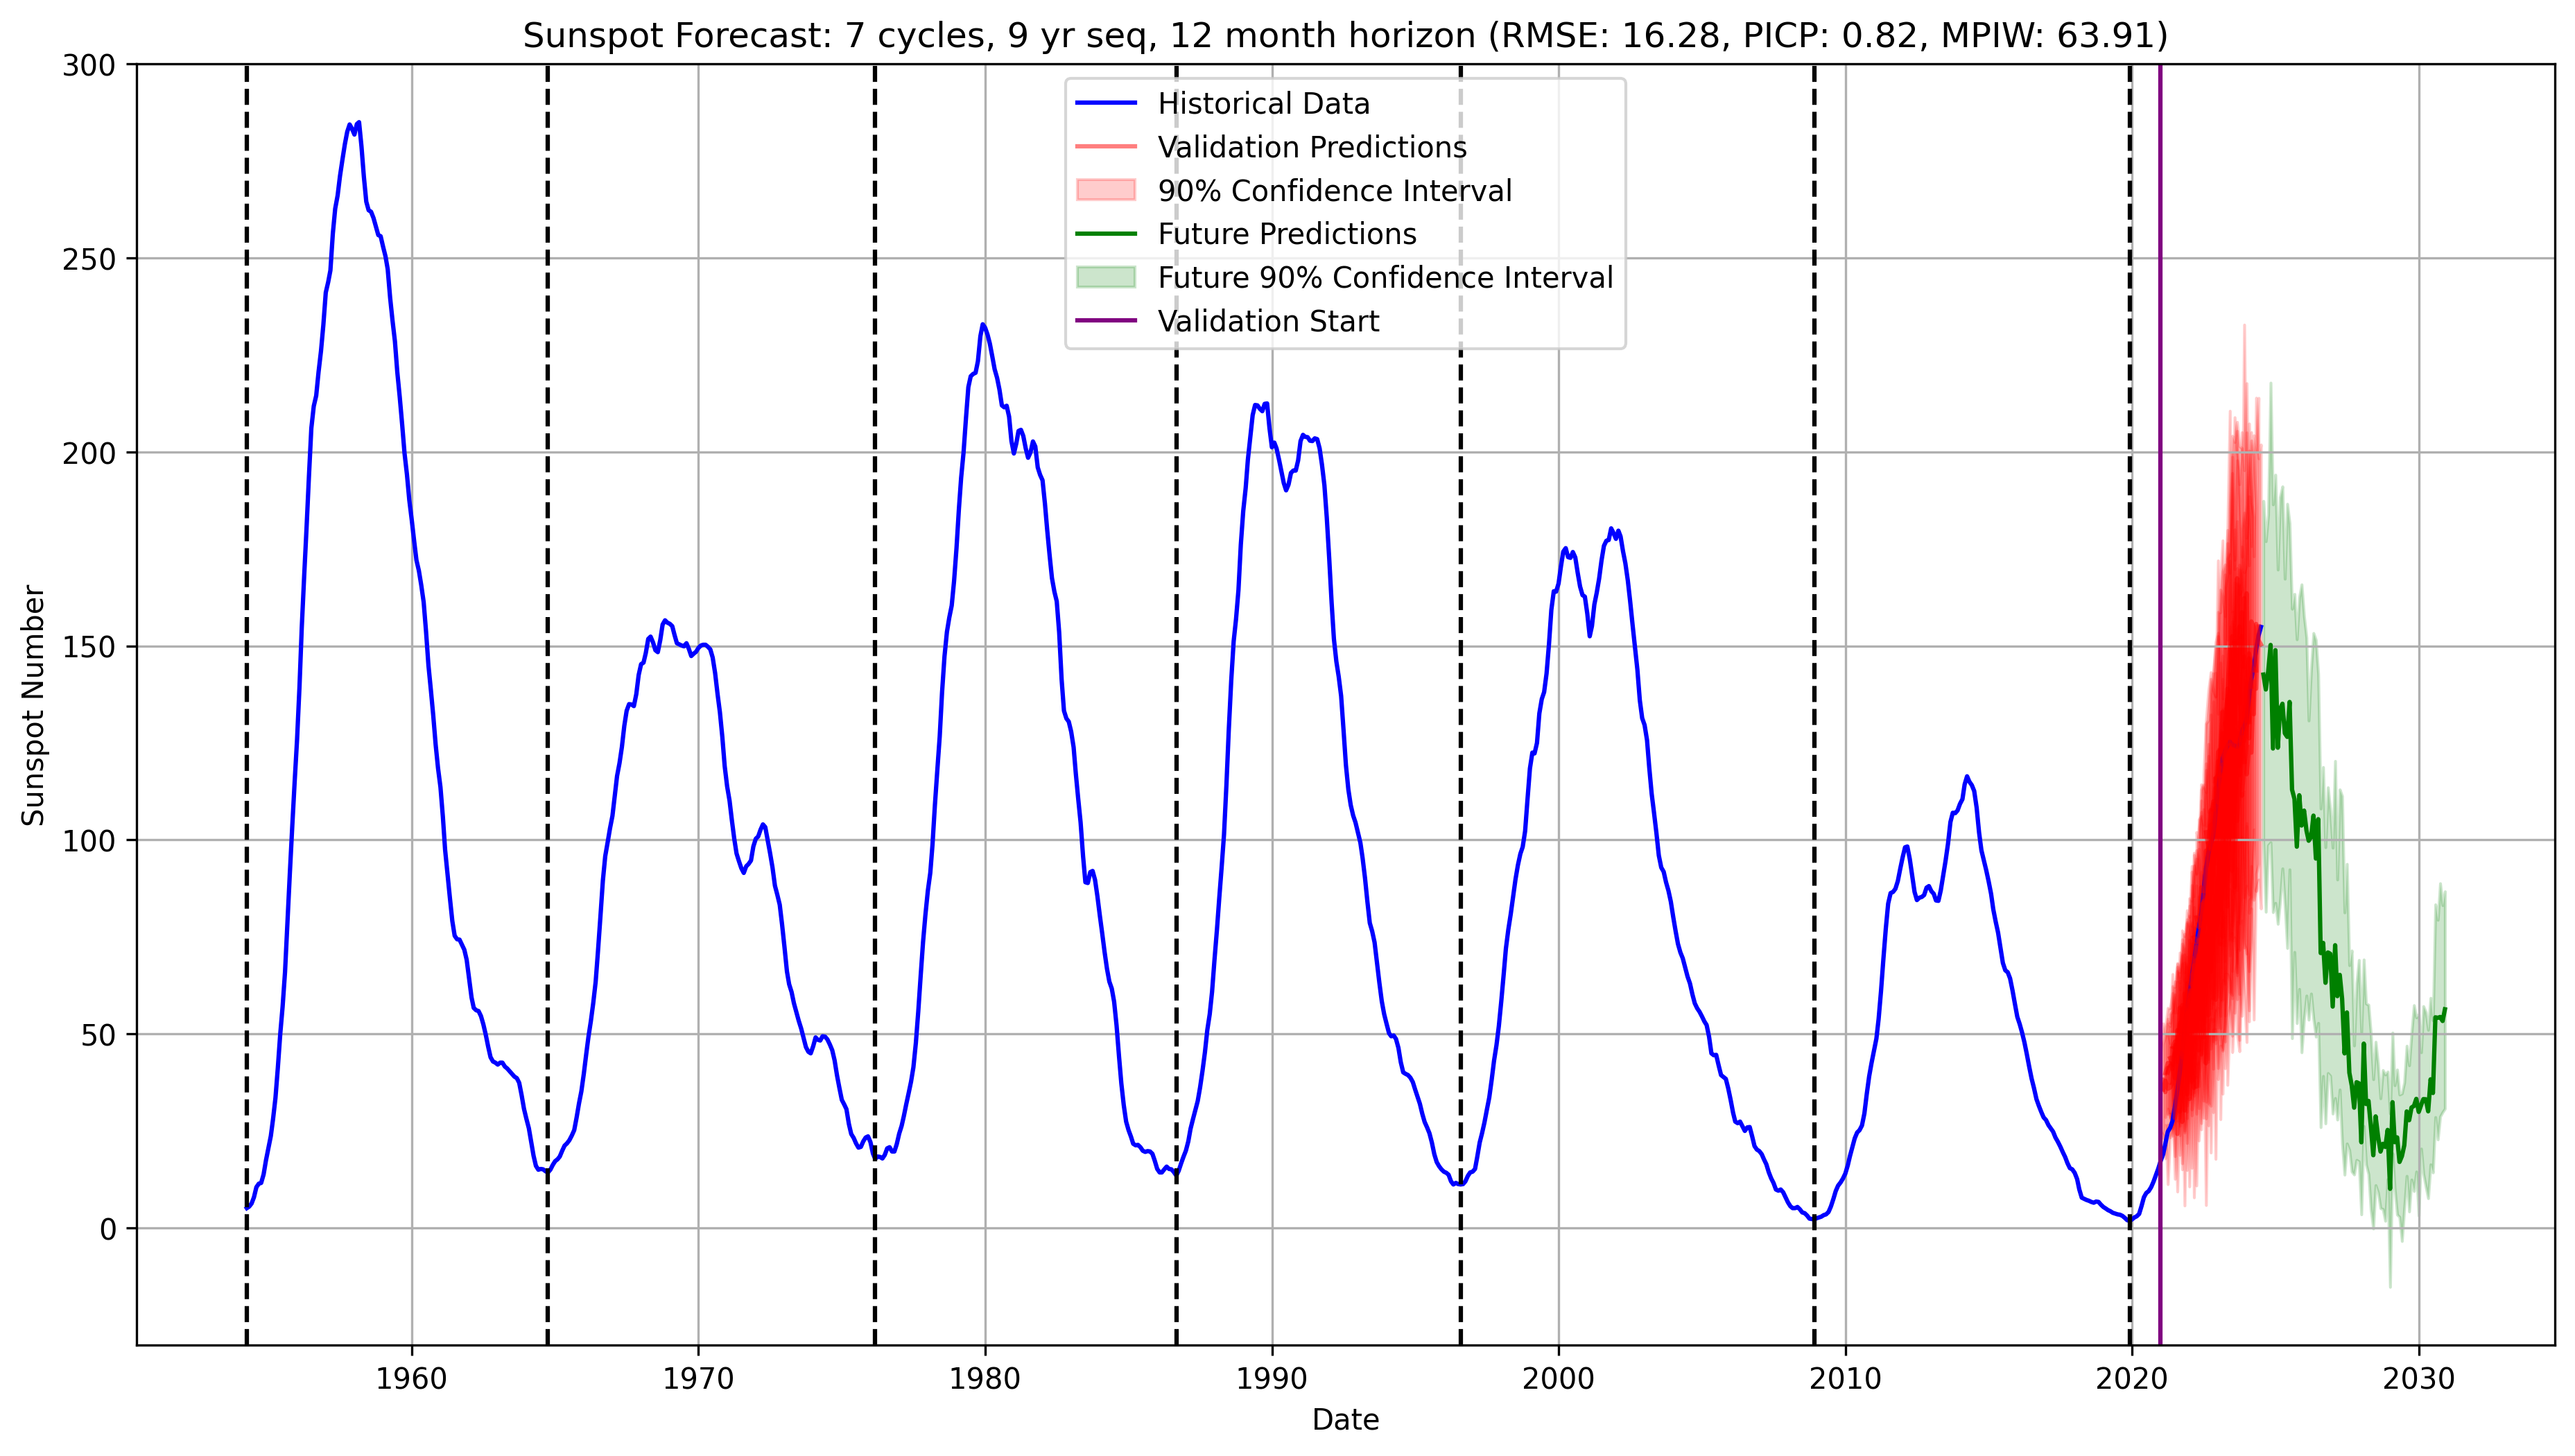 Sunspot Forecast: 7 cycles, 9 yr seq, 12 month horizon (RMSE: 16.28, PICP: 0.82, MPIW: 63.91)
Historical Data
Validation Predictions
90% Confidence Interval
Future Predictions
Future 90% Confidence Interval
Validation Start
Sunspot Number
300
250
200
150
100
50
0
1960 1970 1980 1990 2000 2010 2020 2030
Date